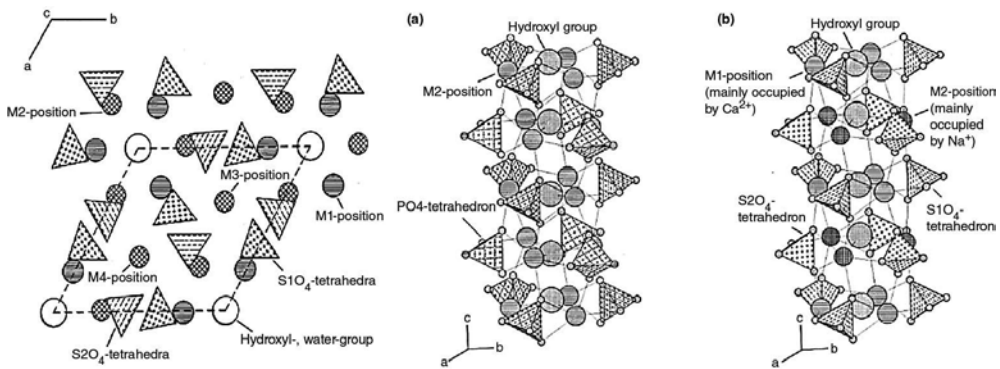 c
b
a
M2-position
M3-position
M1-position
M4-position
S1O₄-tetrahedra
S2O₄-tetrahedra
Hydroxyl-, water-group
(a)
Hydroxyl group
M2-position
PO4-tetrahedron
c
b
a
(b)
Hydroxyl group
M1-position
(mainly occupied
by Ca²⁺)
M2-position
(mainly
occupied
by Na⁺)
S2O₄-
tetrahedron
S1O₄-
tetrahedron
c
b
a